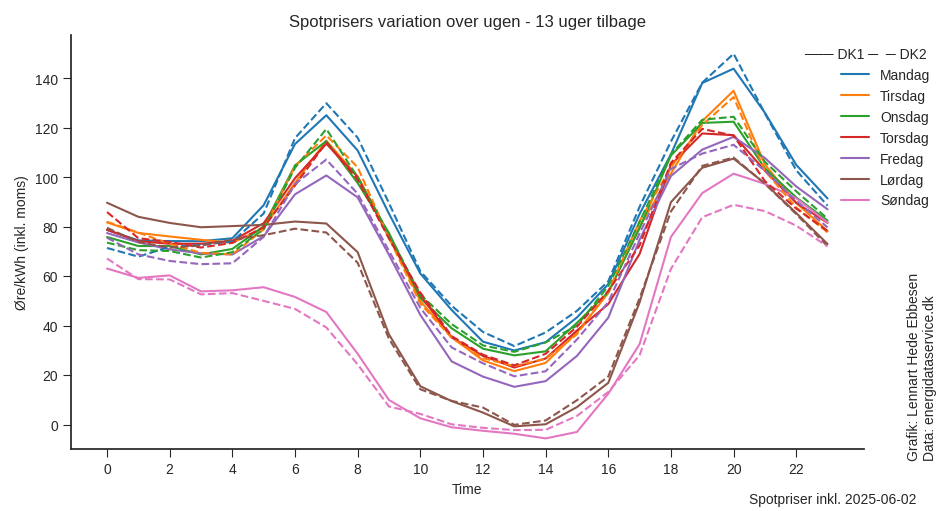 Spotprisers variation over ugen - 13 uger tilbage
DK1 DK2
Mandag
Tirsdag
Onsdag
Torsdag
Fredag
Lørdag
Søndag
Øre/kWh (inkl. moms)
140
120
100
80
60
40
20
0
0 2 4 6 8 10 12 14 16 18 20 22
Time
Grafik: Lennart Hede Ebbesen
Data: energidataservice.dk
Spotpriser inkl. 2025-06-02